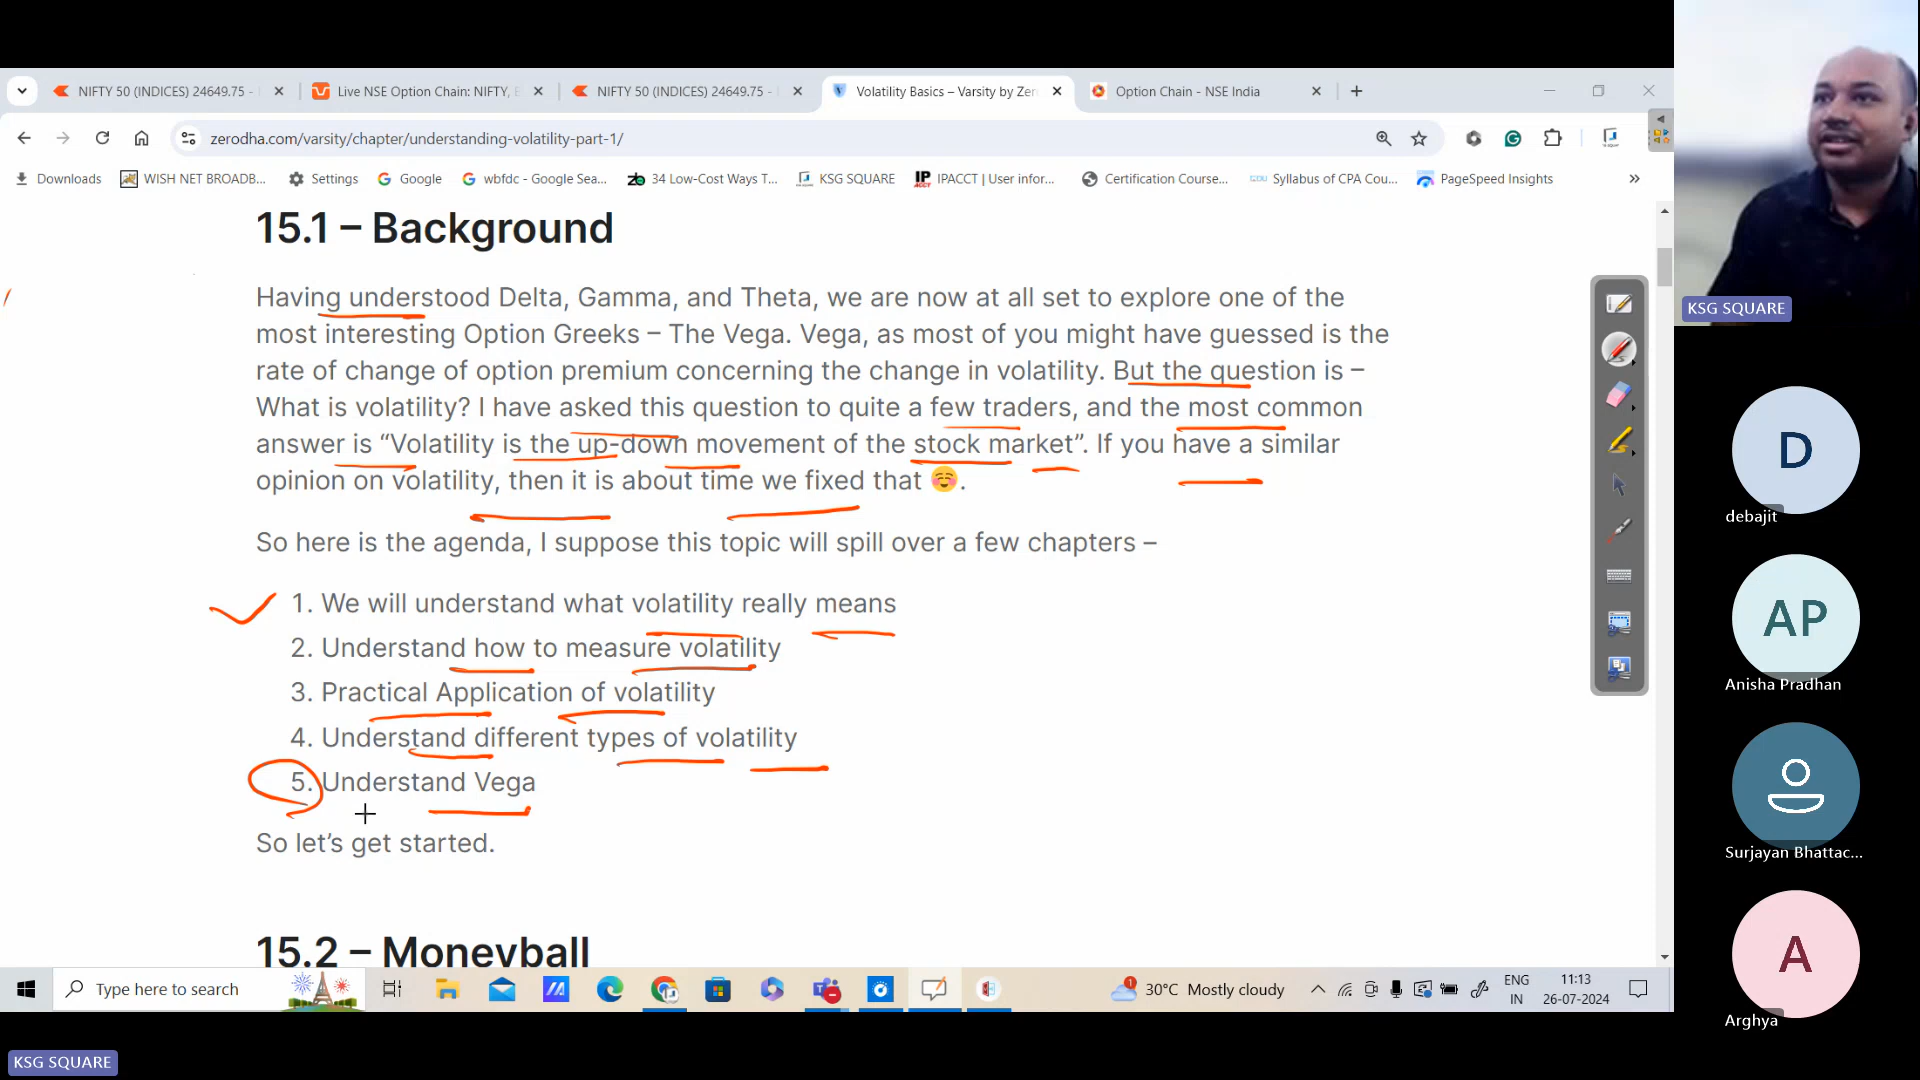 NIFTY 50 (INDICES) 24649.75 -
Live NSE Option Chain: NIFTY,
NIFTY 50 (INDICES) 24649.75 -
Volatility Basics – Varsity by Zer
Option Chain - NSE India
zerodha.com/varsity/chapter/understanding-volatility-part-1/
Downloads
WISH NET BROADB...
Settings
Google
wbfdc - Google Sea...
34 Low-Cost Ways T...
KSG SQUARE
IPACCT | User infor...
Certification Course...
Syllabus of CPA Cou...
PageSpeed Insights
15.1 – Background
Having understood Delta, Gamma, and Theta, we are now at all set to explore one of the
most interesting Option Greeks – The Vega. Vega, as most of you might have guessed is the
rate of change of option premium concerning the change in volatility. But the question is –
What is volatility? I have asked this question to quite a few traders, and the most common
answer is “Volatility is the up-down movement of the stock market”. If you have a similar
opinion on volatility, then it is about time we fixed that ☺️.
So here is the agenda, I suppose this topic will spill over a few chapters –
1. We will understand what volatility really means
2. Understand how to measure volatility
3. Practical Application of volatility
4. Understand different types of volatility
5. Understand Vega
So let’s get started.
15.2 – Moneyball
Type here to search
30°C Mostly cloudy
ENG
IN
11:13
26-07-2024
KSG SQUARE
D
debajit
AP
Anisha Pradhan
Surjayan Bhattac...
A
Arghya
KSG SQUARE